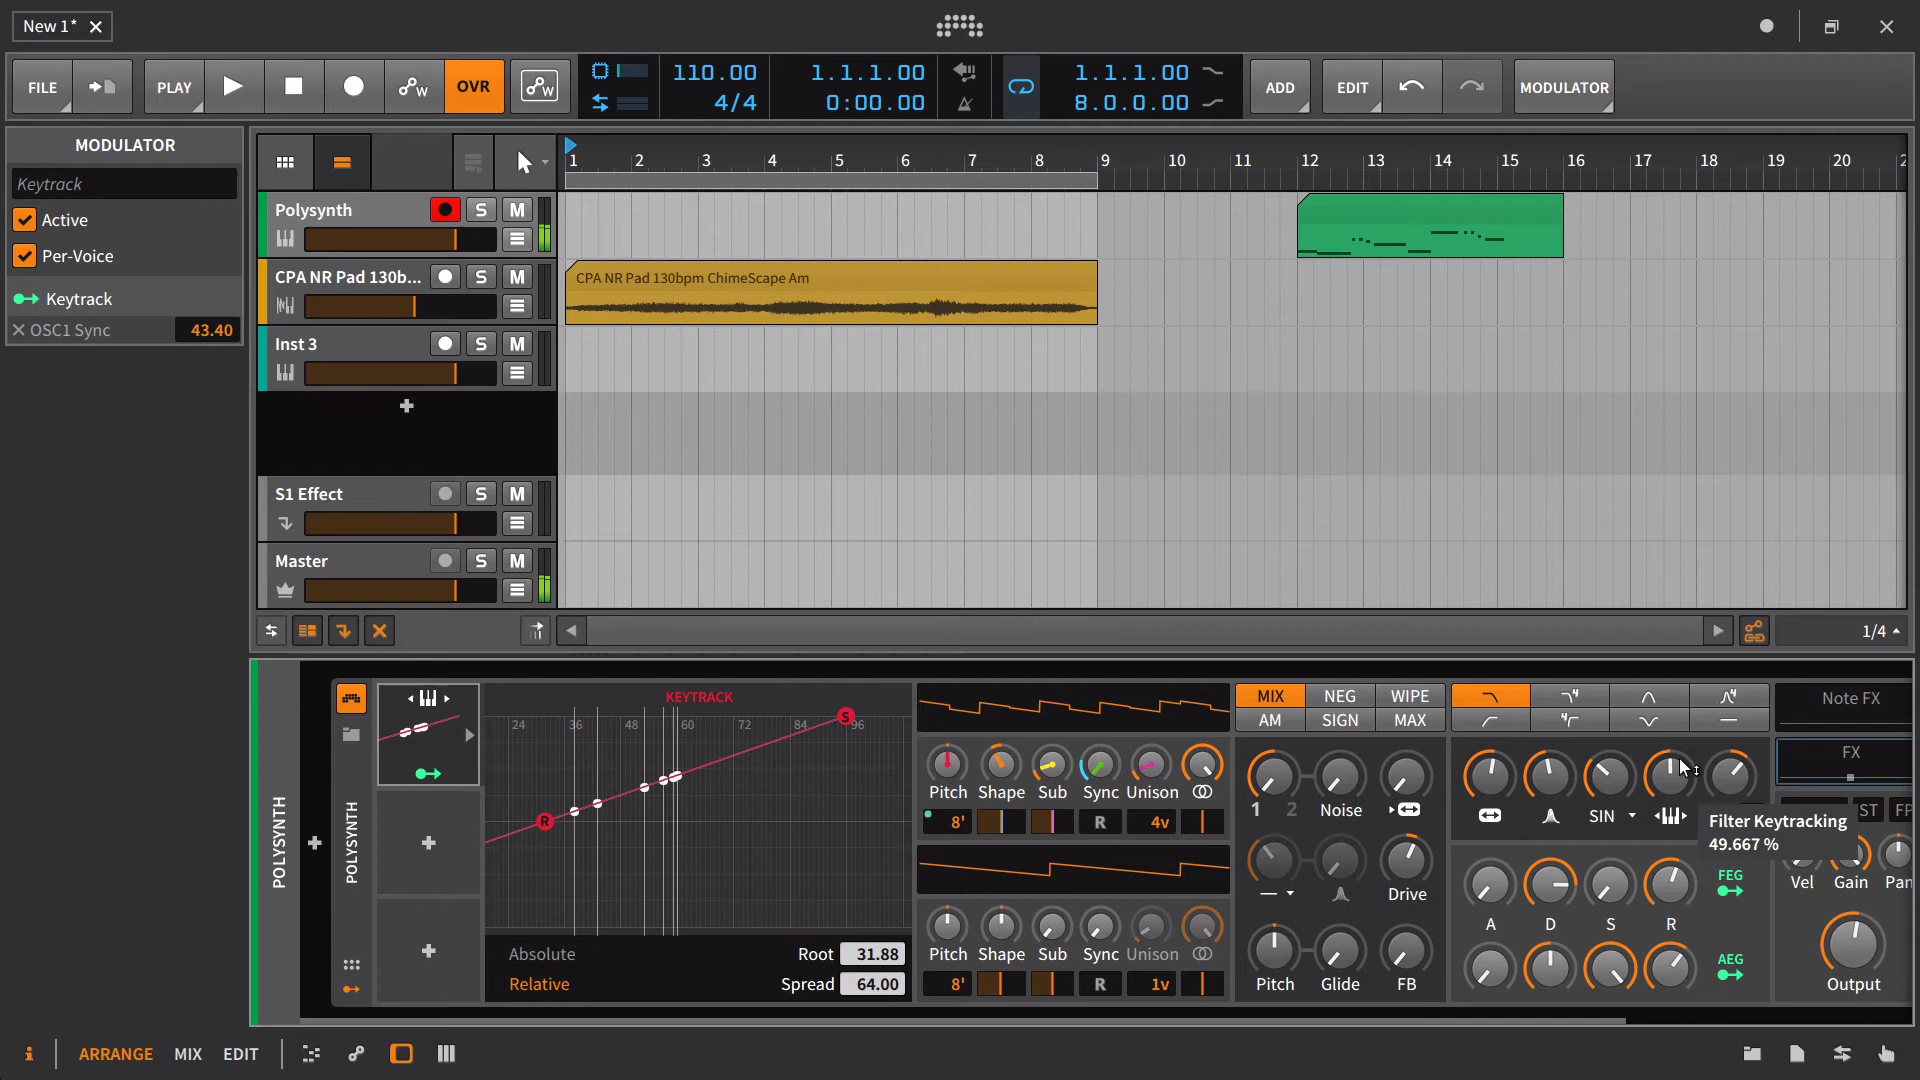 New 1*
FILE
PLAY
OVR
110.00
4/4
1.1.1.00
0:00.00
1.1.1.00
8.0.0.00
ADD
EDIT
MODULATOR
MODULATOR
Keytrack
Active
Per-Voice
Keytrack
OSC1 Sync 43.40
1 2 3 4 5 6 7 8 9 10 11 12 13 14 15 16 17 18 19 20 2
Polysynth S M
CPA NR Pad 130b... S M
CPA NR Pad 130bpm ChimeScape Am
Inst 3 S M
S1 Effect S M
Master S M
1/4
POLYSYNTH
POLYSYNTH
KEYTRACK
24 36 48 60 72 84 96
S
R
Absolute
Relative
Root 31.88
Spread 64.00
Pitch Shape Sub Sync Unison
8' R 4v
Pitch Shape Sub Sync Unison
8' R 1v
MIX NEG WIPE
AM SIGN MAX
1 2 Noise
Drive
Pitch Glide FB
4 4
4
SIN
Filter Keytracking
49.667 %
FEG
A D S R
AEG
Note FX
FX
ST FP
Vel Gain Pan
Output
ARRANGE MIX EDIT